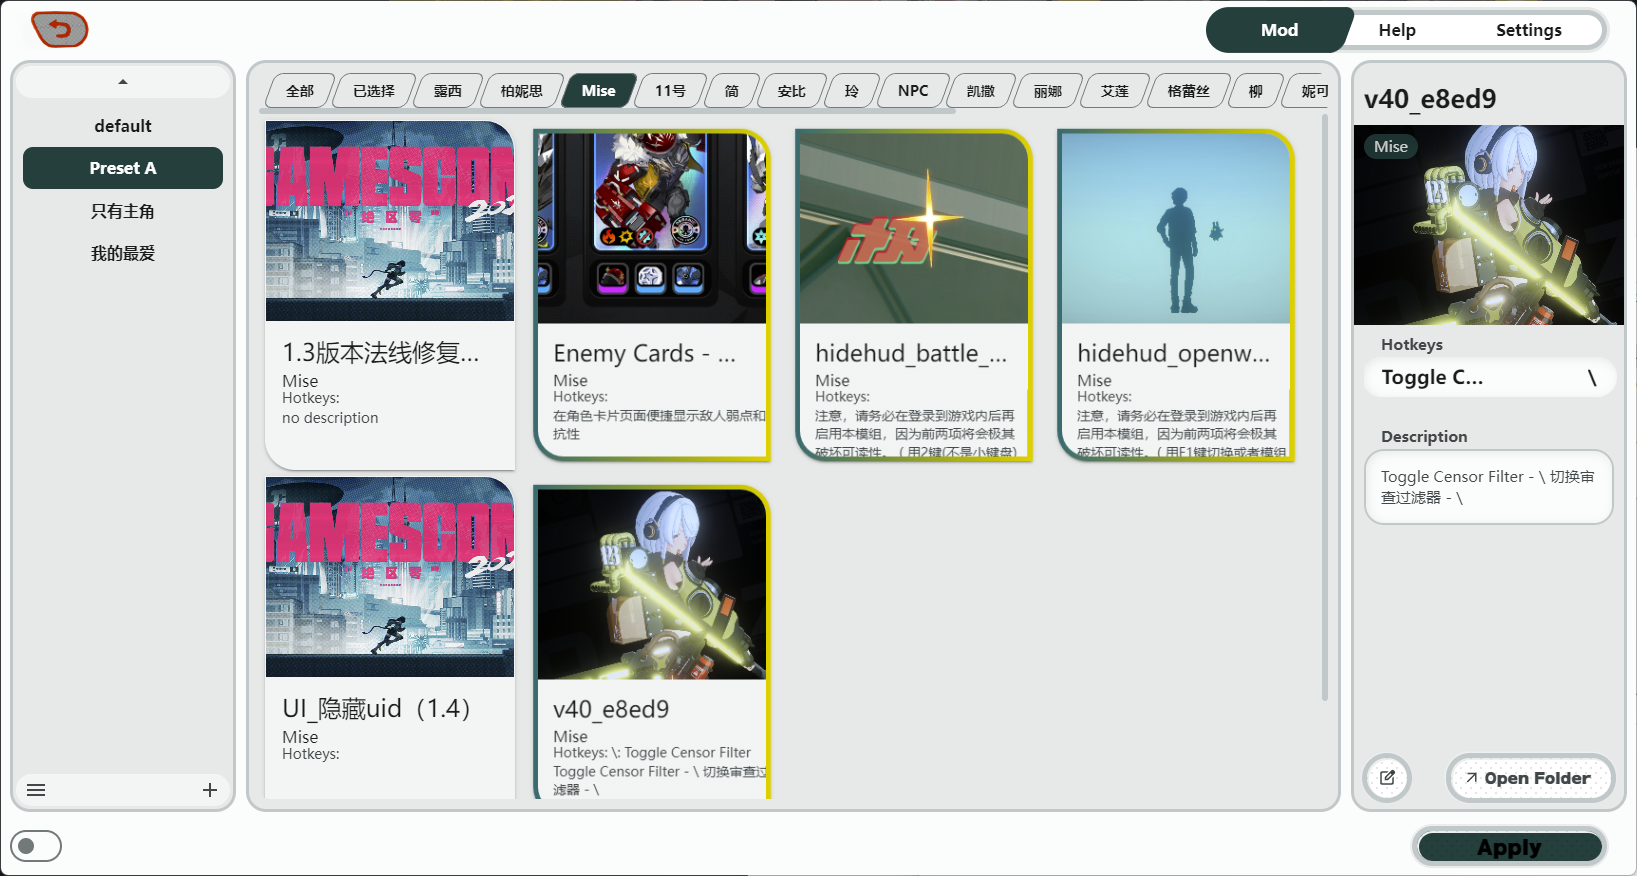 Mod
Help
Settings
default
Preset A
只有主角
我的最爱
全部
已选择
露西
柏妮思
Mise
11号
简
安比
玲
NPC
凯撒
丽娜
艾莲
格蕾丝
柳
妮可
GAMESCOM
202
绝区零
1.3版本法线修复...
Mise
Hotkeys:
no description
Enemy Cards - ...
Mise
Hotkeys:
在角色卡片页面便捷显示敌人弱点和
抗性
极
hidehud_battle_...
Mise
Hotkeys:
注意，请务必在登录到游戏内后再
启用本模组，因为前两项将会极其
破坏可读性。（用2键(不是小键盘)
hidehud_openw...
Mise
Hotkeys:
注意，请务必在登录到游戏内后再
启用本模组，因为前两项将会极其
破坏可读性。（用F1键切换或者模组
GAMESCOM
202
绝区零
UI_隐藏uid（1.4）
Mise
Hotkeys:
v40_e8ed9
Mise
Hotkeys: \: Toggle Censor Filter
Toggle Censor Filter - \ 切换审查过
滤器 - \
v40_e8ed9
Mise
Hotkeys
Toggle C... \
Description
Toggle Censor Filter - \ 切换审
查过滤器 - \
Open Folder
Apply